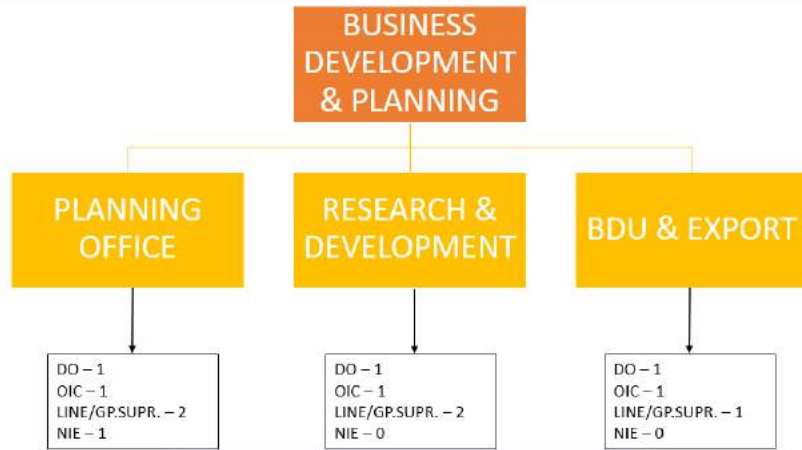 BUSINESS
DEVELOPMENT
& PLANNING
PLANNING
OFFICE
RESEARCH &
DEVELOPMENT
BDU & EXPORT
DO – 1
OIC – 1
LINE/GP.SUPR. – 2
NIE – 1
DO – 1
OIC – 1
LINE/GP.SUPR. – 2
NIE – 0
DO – 1
OIC – 1
LINE/GP.SUPR. – 1
NIE – 0